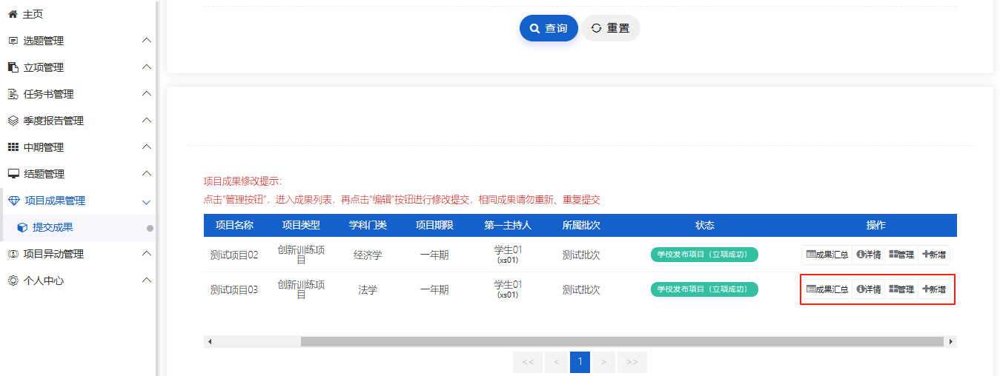 主页
选题管理
立项管理
任务书管理
季度报告管理
中期管理
结题管理
项目成果管理
提交成果
项目异动管理
个人中心
查询 重置
项目成果修改提示：
点击“管理按钮”，进入成果列表，再点击“编辑”按钮进行修改提交，相同成果请勿重新、重复提交
项目名称 项目类型 学科门类 项目期限 第一主持人 所属批次 状态 操作
测试项目02 创新训练项目 经济学 一年期 学生01 (xs01) 测试批次 学校发布项目（立项成功） 成果汇总 详情 管理 新增
测试项目03 创新训练项目 法学 一年期 学生01 (xs01) 测试批次 学校发布项目（立项成功） 成果汇总 详情 管理 新增
<< < 1 > >>